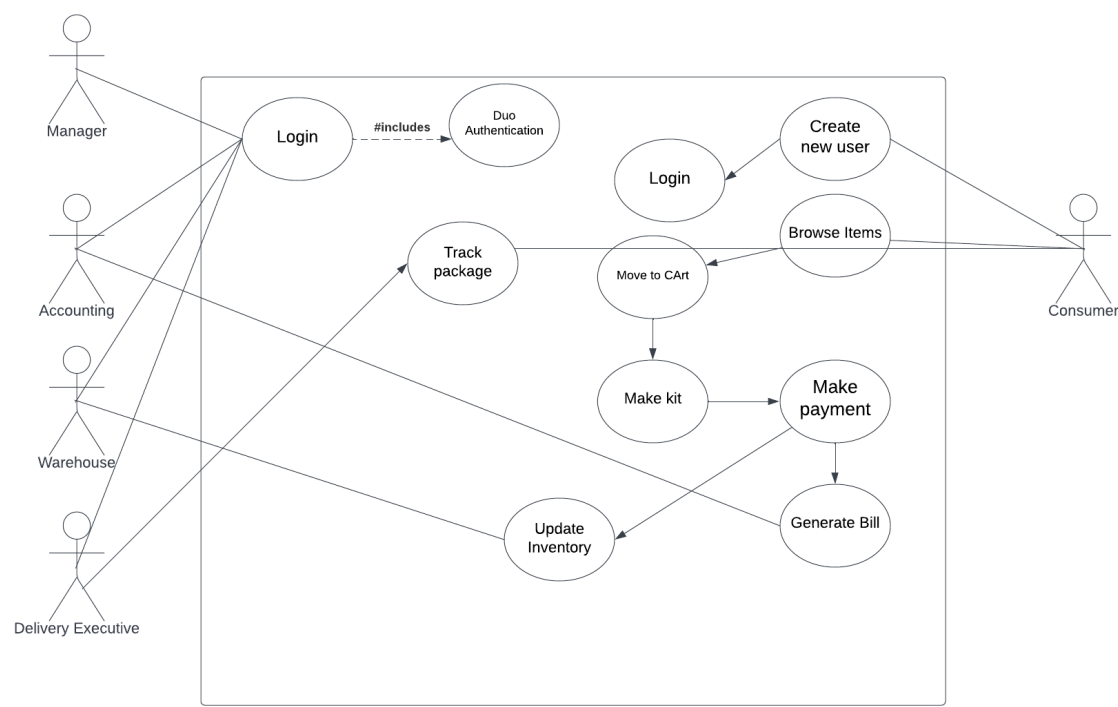 Manager
Login
#includes
Duo
Authentication
Create
new user
Login
Browse Items
Track
package
Move to CArt
Accounting
Consumer
Make kit
Make
payment
Warehouse
Update
Inventory
Generate Bill
Delivery Executive